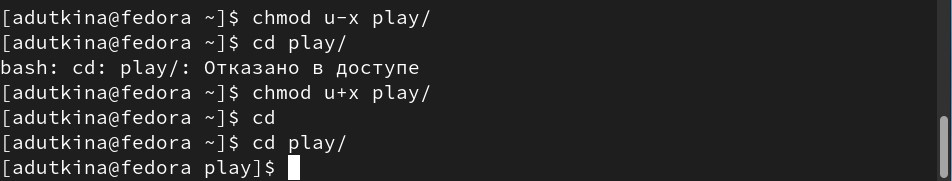 [adutkina@fedora ~]$ chmod u-x play/
[adutkina@fedora ~]$ cd play/
bash: cd: play/: Отказано в доступе
[adutkina@fedora ~]$ chmod u+x play/
[adutkina@fedora ~]$ cd
[adutkina@fedora ~]$ cd play/
[adutkina@fedora play]$